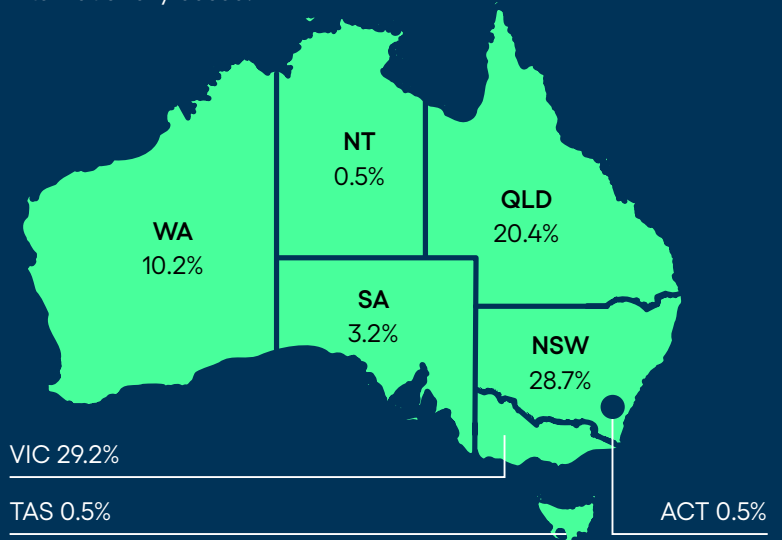 NT
0.5%
QLD
20.4%
WA
10.2%
SA
3.2%
NSW
28.7%
VIC 29.2%
TAS 0.5%
ACT 0.5%